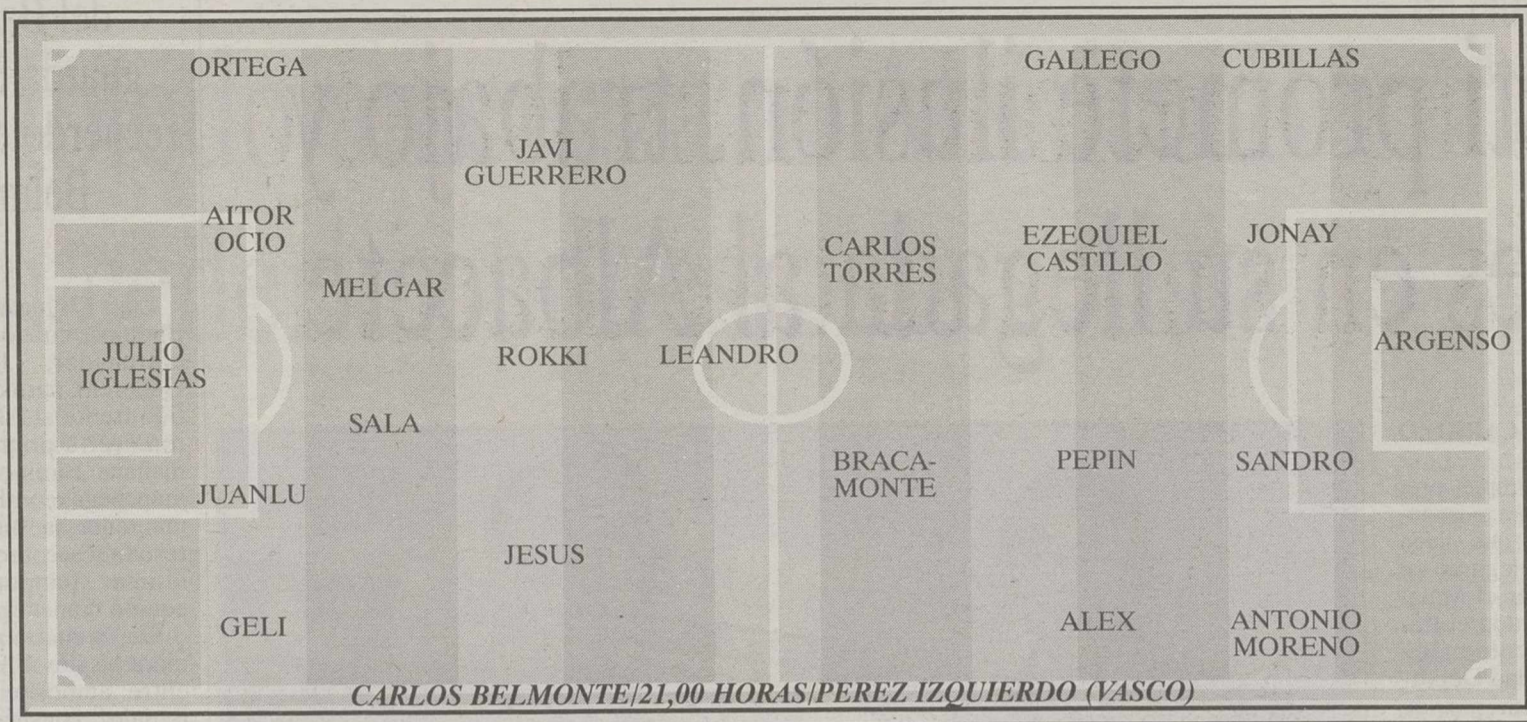 ORTEGA
GALLEGO
CUBILLAS
JAVI
GUERRERO
AITOR
OCIO
MELGAR
CARLOS
TORRES
EZEQUIEL
CASTILLO
JONAY
JULIO
IGLESIAS
ROKKI
LEANDRO
ARGENSO
SALA
JUANLU
BRACA-
MONTE
PEPIN
SANDRO
JESUS
GELI
ALEX
ANTONIO
MORENO
CARLOS BELMONTE/21,00 HORAS/PEREZ IZQUIERDO (VASCO)